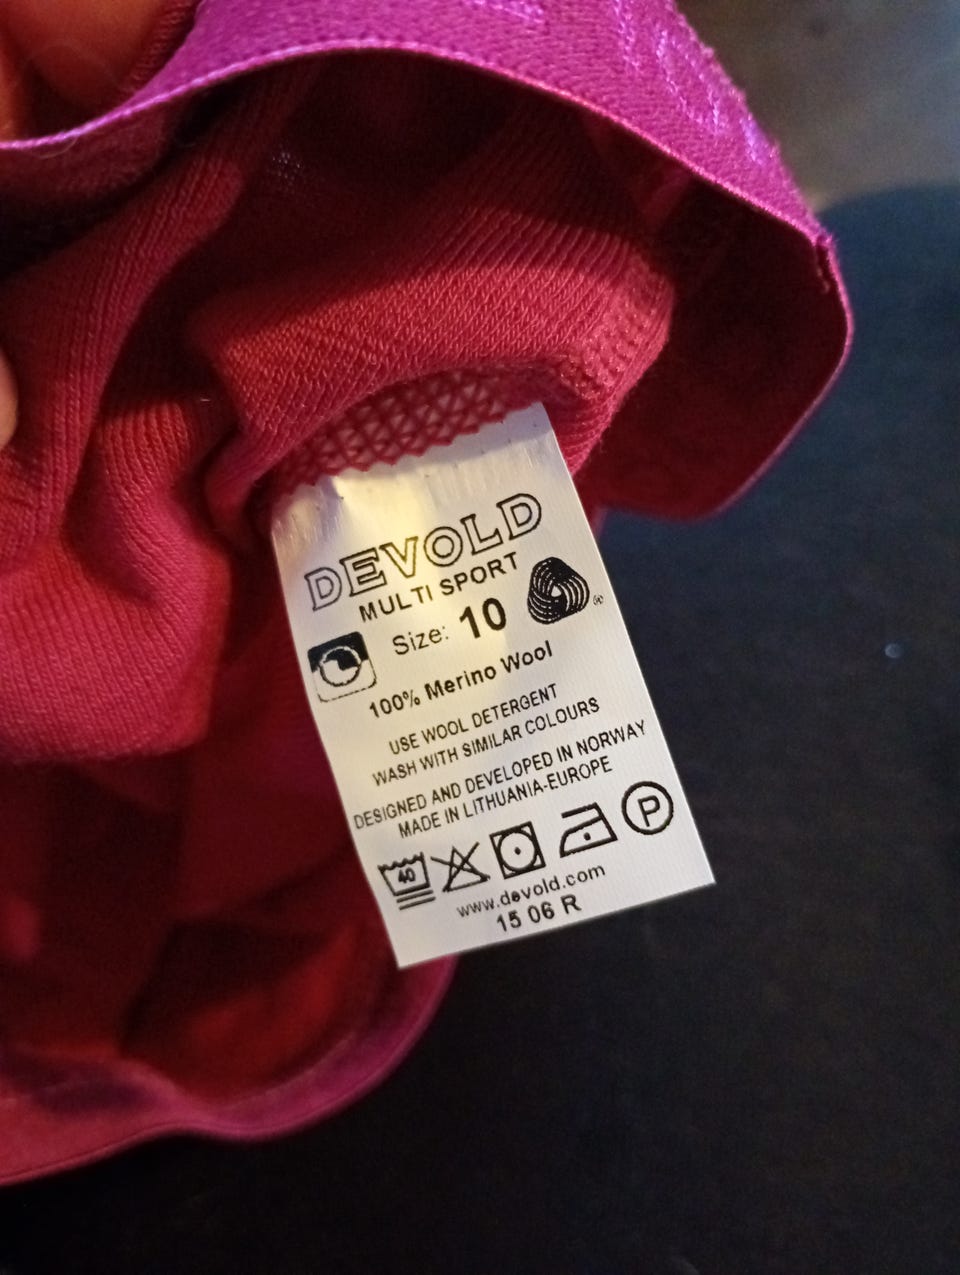 DEVOLD
MULTI SPORT
Size: 10
®
100% Merino Wool
USE WOOL DETERGENT
WASH WITH SIMILAR COLOURS
DESIGNED AND DEVELOPED IN NORWAY
MADE IN LITHUANIA-EUROPE
40
P
www.devold.com
15 06 R